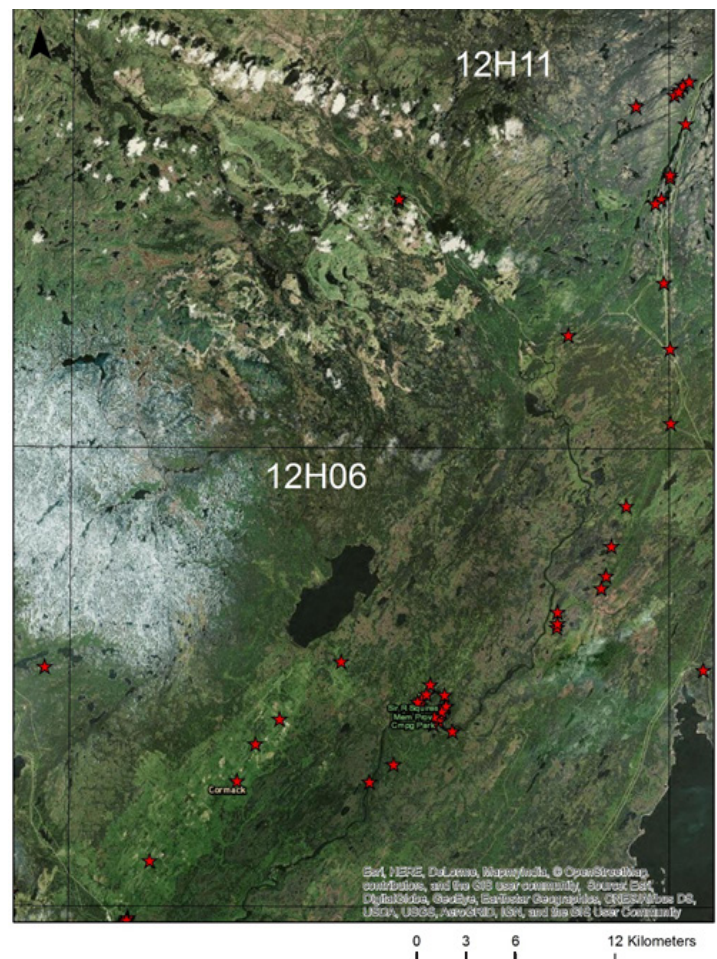 12H11
12H06
Sir R Squires
Mem Prov
Cmpg Park
Cormack
Esri, HERE, DeLorme, MapmyIndia, © OpenStreetMap
contributors, and the GIS user community, Source: Esri,
DigitalGlobe, GeoEye, Earthstar Geographics, CNES/Airbus DS,
USDA, USGS, AeroGRID, IGN, and the GIS User Community
0 3 6 12 Kilometers